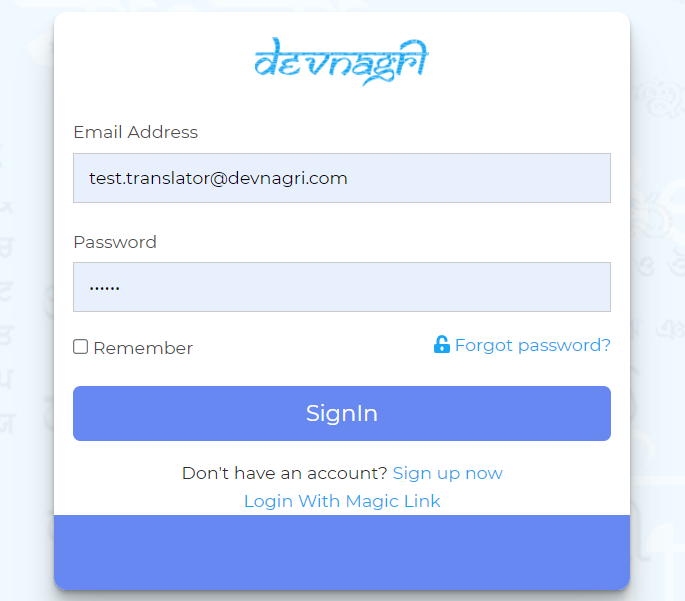 devnagri
Email Address
test.translator@devnagri.com
Password
••••••
Remember
Forgot password?
SignIn
Don't have an account? Sign up now
Login With Magic Link